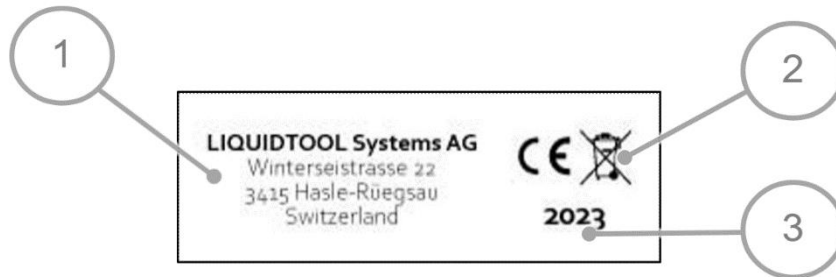 1
2
LIQUIDTOOL Systems AG
Winterseistrasse 22
3415 Hasle-Rüegsau
Switzerland
CE
2023
3